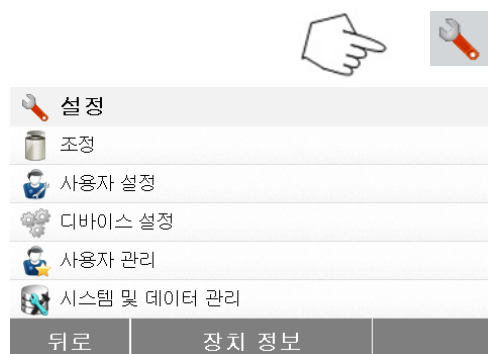 설정
조정
사용자 설정
디바이스 설정
사용자 관리
시스템 및 데이터 관리
뒤로 장치 정보